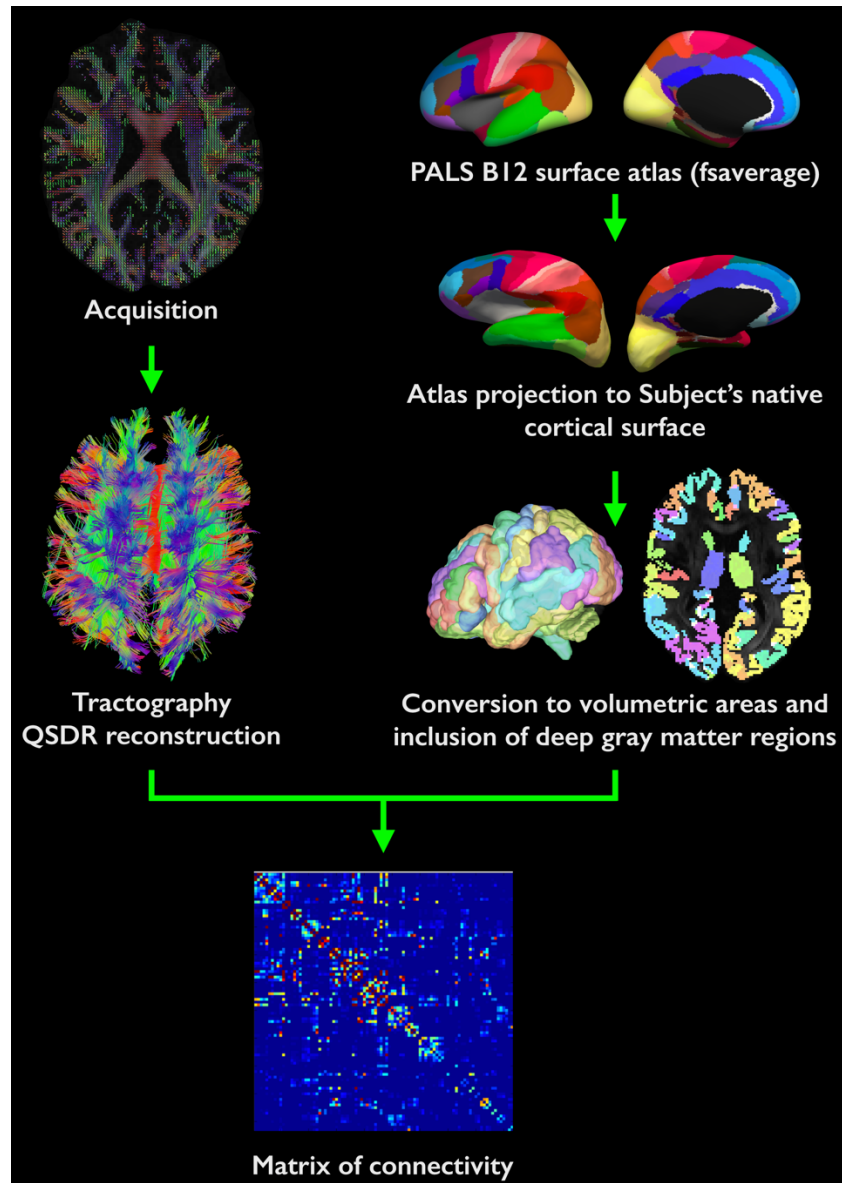 PALS B12 surface atlas (fsaverage)
Acquisition
Atlas projection to Subject's native
cortical surface
Tractography
QSDR reconstruction
Conversion to volumetric areas and
inclusion of deep gray matter regions
Matrix of connectivity